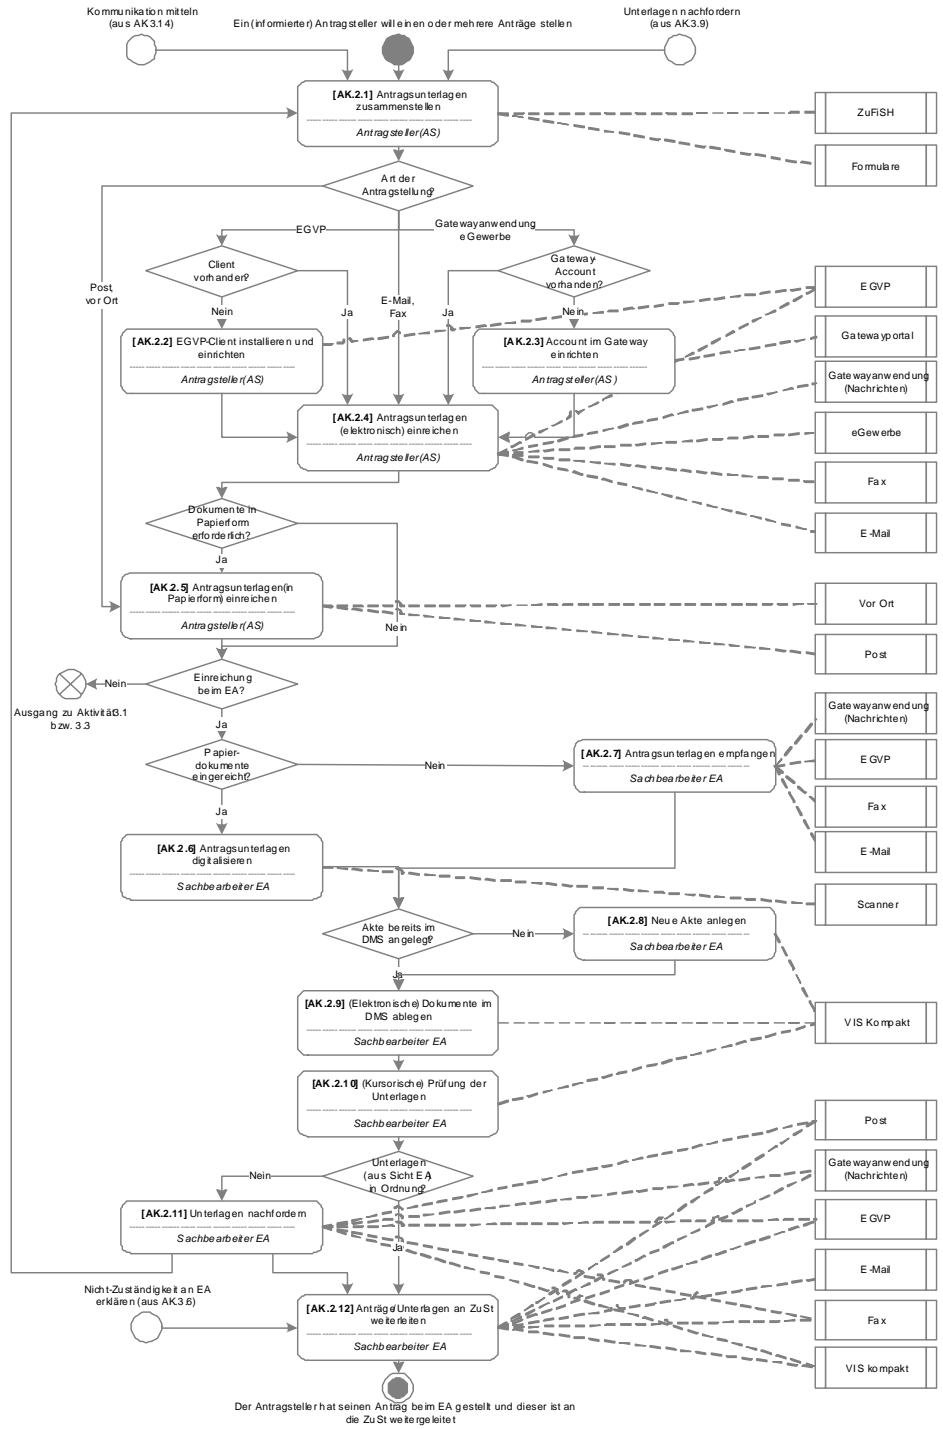 Kommunikation mitteln
(aus AK.3.14)
Ein (informierter) Antragsteller will einen oder mehrere Anträge stellen
Unterlagen nachfordern
(aus AK.3.9)
[AK.2.1] Antragsunterlagen
zusammenstellen
Antragsteller (AS)
ZuFiSH
Formulare
Art der
Antragstellung?
EGVP
Gatewayanwendung
eGewerbe
Client
vorhanden?
Gateway-
Account
vorhanden?
Post,
vor Ort
E-Mail,
Fax
Ja
Ja
Nein
Nein
EGVP
Gatewayportal
[AK.2.2] EGVP-Client installieren und
einrichten
Antragsteller (AS)
[AK.2.3] Account im Gateway
einrichten
Antragsteller (AS)
Gatewayanwendung
(Nachrichten)
[AK.2.4] Antragsunterlagen
(elektronisch) einreichen
Antragsteller (AS)
eGewerbe
Fax
E-Mail
Dokumente in
Papierform
erforderlich?
Ja
[AK.2.5] Antragsunterlagen (in
Papierform) einreichen
Antragsteller (AS)
Nein
Vor Ort
Post
Einreichung
beim EA?
Nein
Ausgang zu Aktivität3.1
bzw. 3.3
Ja
Papier-
dokumente
eingereicht?
Nein
[AK.2.7] Antragsunterlagen empfangen
Sachbearbeiter EA
Gatewayanwendung
(Nachrichten)
EGVP
Fax
E-Mail
Ja
[AK.2.6] Antragsunterlagen
digitalisieren
Sachbearbeiter EA
Scanner
Akte bereits im
DMS angelegt?
Nein
[AK.2.8] Neue Akte anlegen
Sachbearbeiter EA
Ja
[AK.2.9] (Elektronische) Dokumente im
DMS ablegen
Sachbearbeiter EA
VIS Kompakt
[AK.2.10] (Kursorische) Prüfung der
Unterlagen
Sachbearbeiter EA
Unterlagen
(aus Sicht EA)
in Ordnung?
Nein
Post
Gatewayanwendung
(Nachrichten)
[AK.2.11] Unterlagen nachfordern
Sachbearbeiter EA
Ja
EGVP
E-Mail
Fax
VIS kompakt
Nicht-Zuständigkeit an EA
erklären (aus AK.3.6)
[AK.2.12] Anträge/Unterlagen an ZuSt
weiterleiten
Sachbearbeiter EA
Der Antragsteller hat seinen Antrag beim EA gestellt und dieser ist an
die ZuSt weitergeleitet